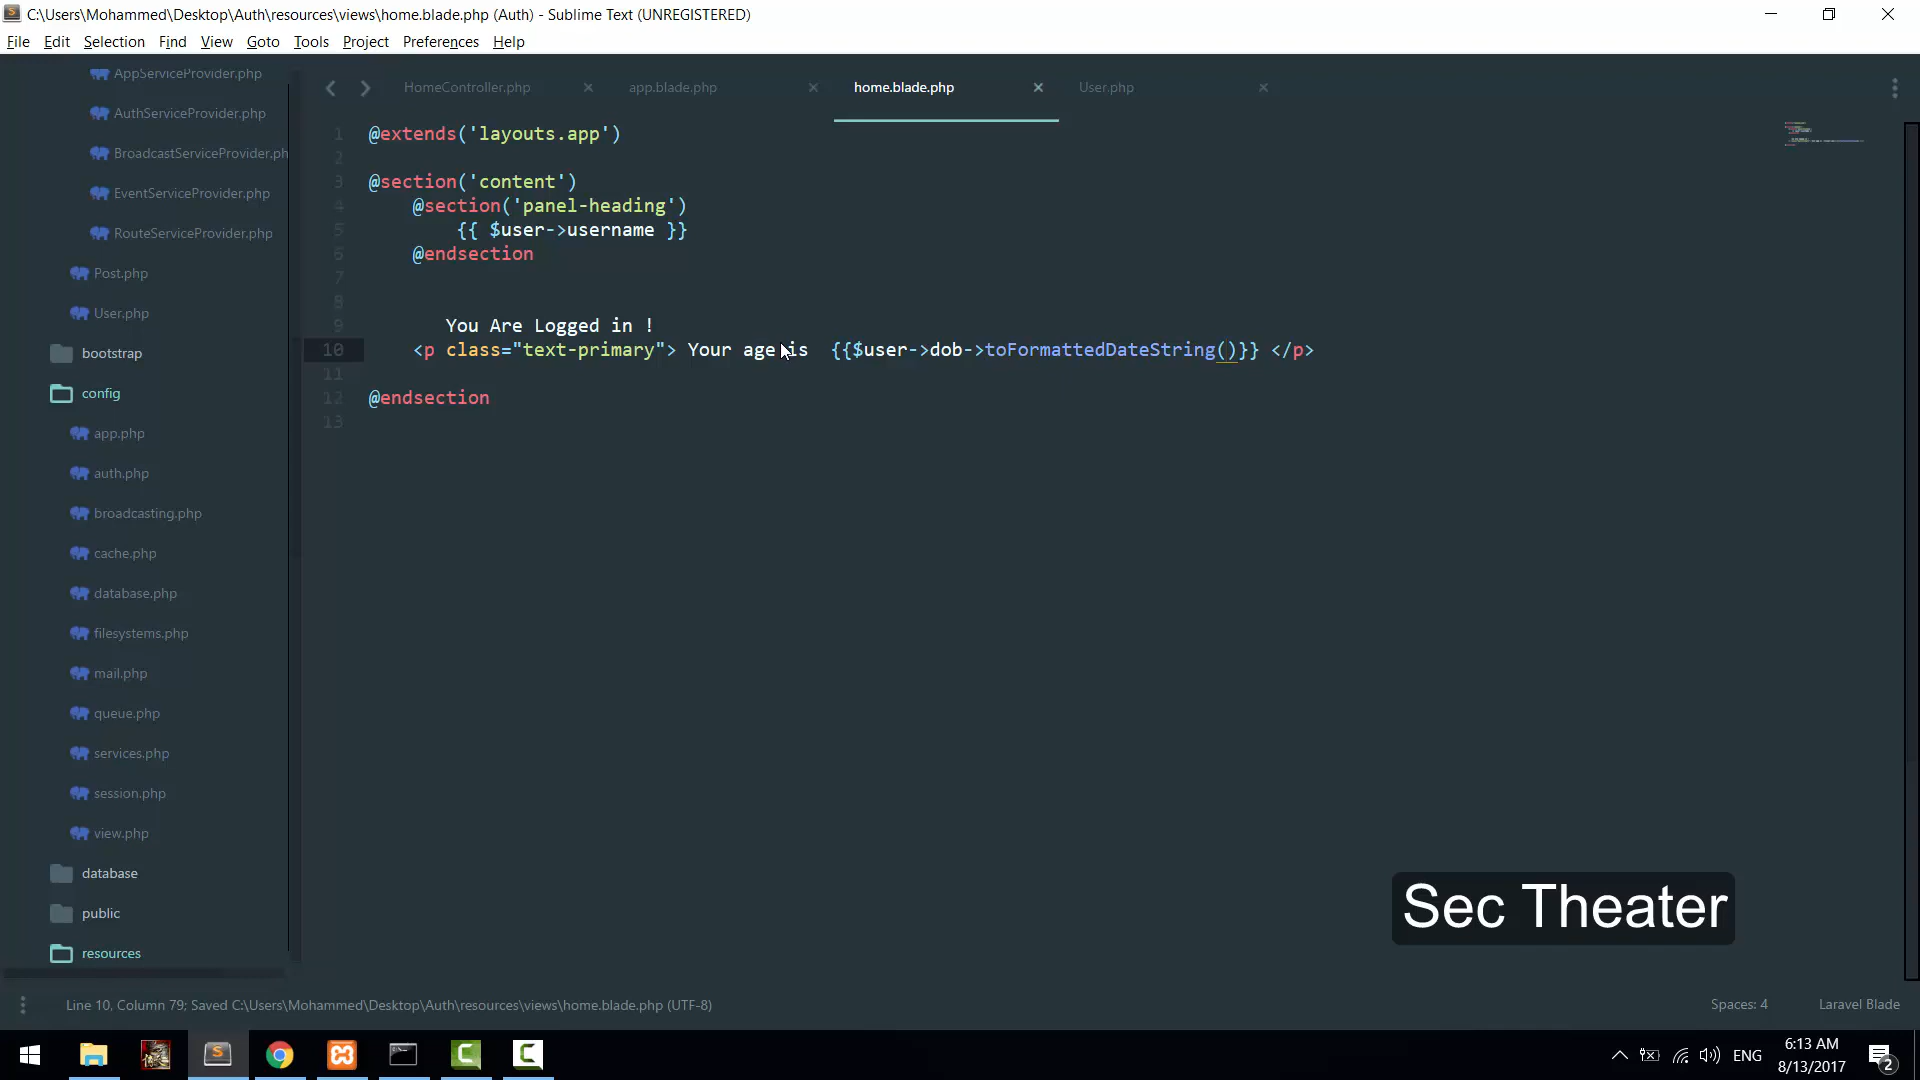 C:\Users\Mohammed\Desktop\Auth\resources\views\home.blade.php (Auth) - Sublime Text (UNREGISTERED)
File Edit Selection Find View Goto Tools Project Preferences Help
AppServiceProvider.php
AuthServiceProvider.php
BroadcastServiceProvider.ph
EventServiceProvider.php
RouteServiceProvider.php
Post.php
User.php
bootstrap
config
app.php
auth.php
broadcasting.php
cache.php
database.php
filesystems.php
mail.php
queue.php
services.php
session.php
view.php
database
public
resources
HomeController.php app.blade.php home.blade.php User.php
1 @extends('layouts.app')
2
3 @section('content')
4 @section('panel-heading')
5 {{ $user->username }}
6 @endsection
7
8
9 You Are Logged in !
10 <p class="text-primary"> Your age is {{$user->dob->toFormattedDateString()}} </p>
11
12 @endsection
13
Sec Theater
Line 10, Column 79; Saved C:\Users\Mohammed\Desktop\Auth\resources\views\home.blade.php (UTF-8)
Spaces: 4 Laravel Blade
ENG
6:13 AM
8/13/2017
2